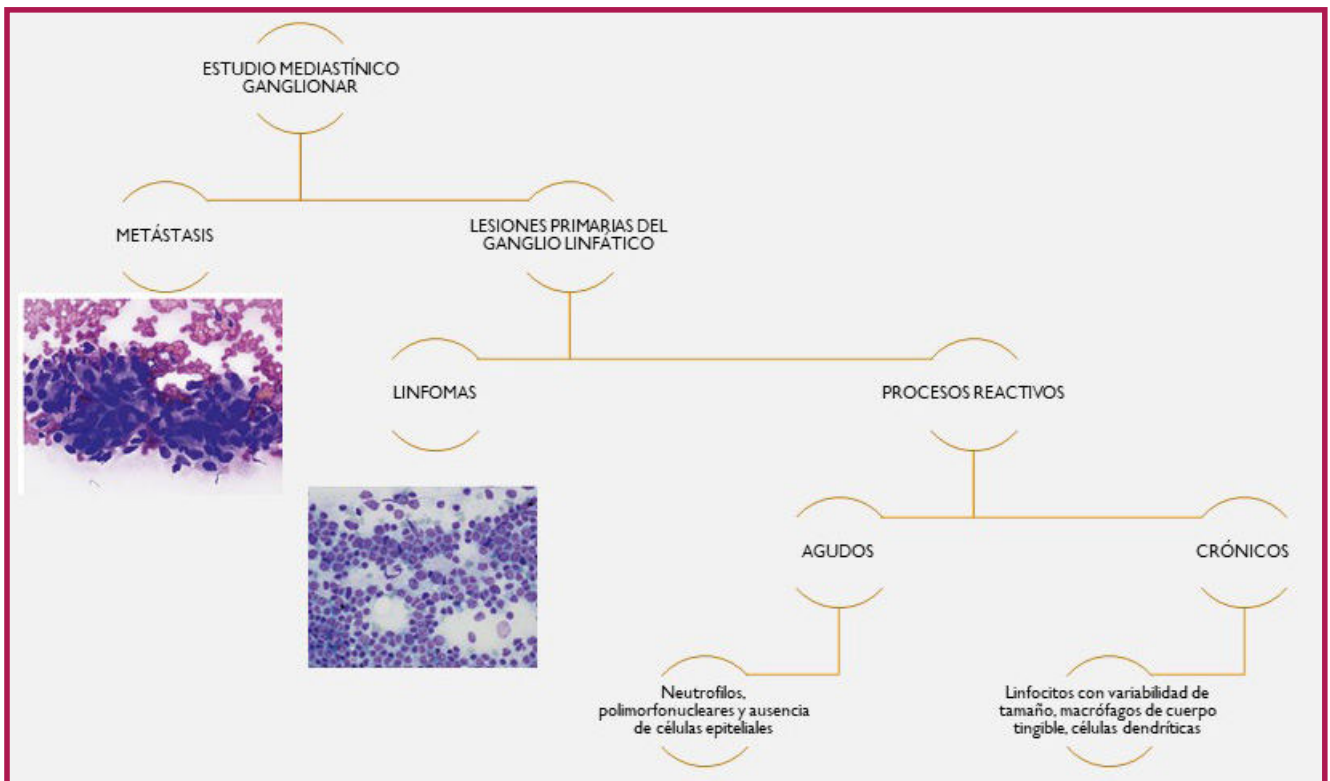 ESTUDIO MEDIASTÍNICO
GANGLIONAR
METÁSTASIS
LESIONES PRIMARIAS DEL
GANGLIO LINFÁTICO
LINFOMAS
PROCESOS REACTIVOS
AGUDOS
CRÓNICOS
Neutrofilos,
polimorfonucleares y ausencia
de células epiteliales
Linfocitos con variabilidad de
tamaño, macrófagos de cuerpo
tingible, células dendríticas